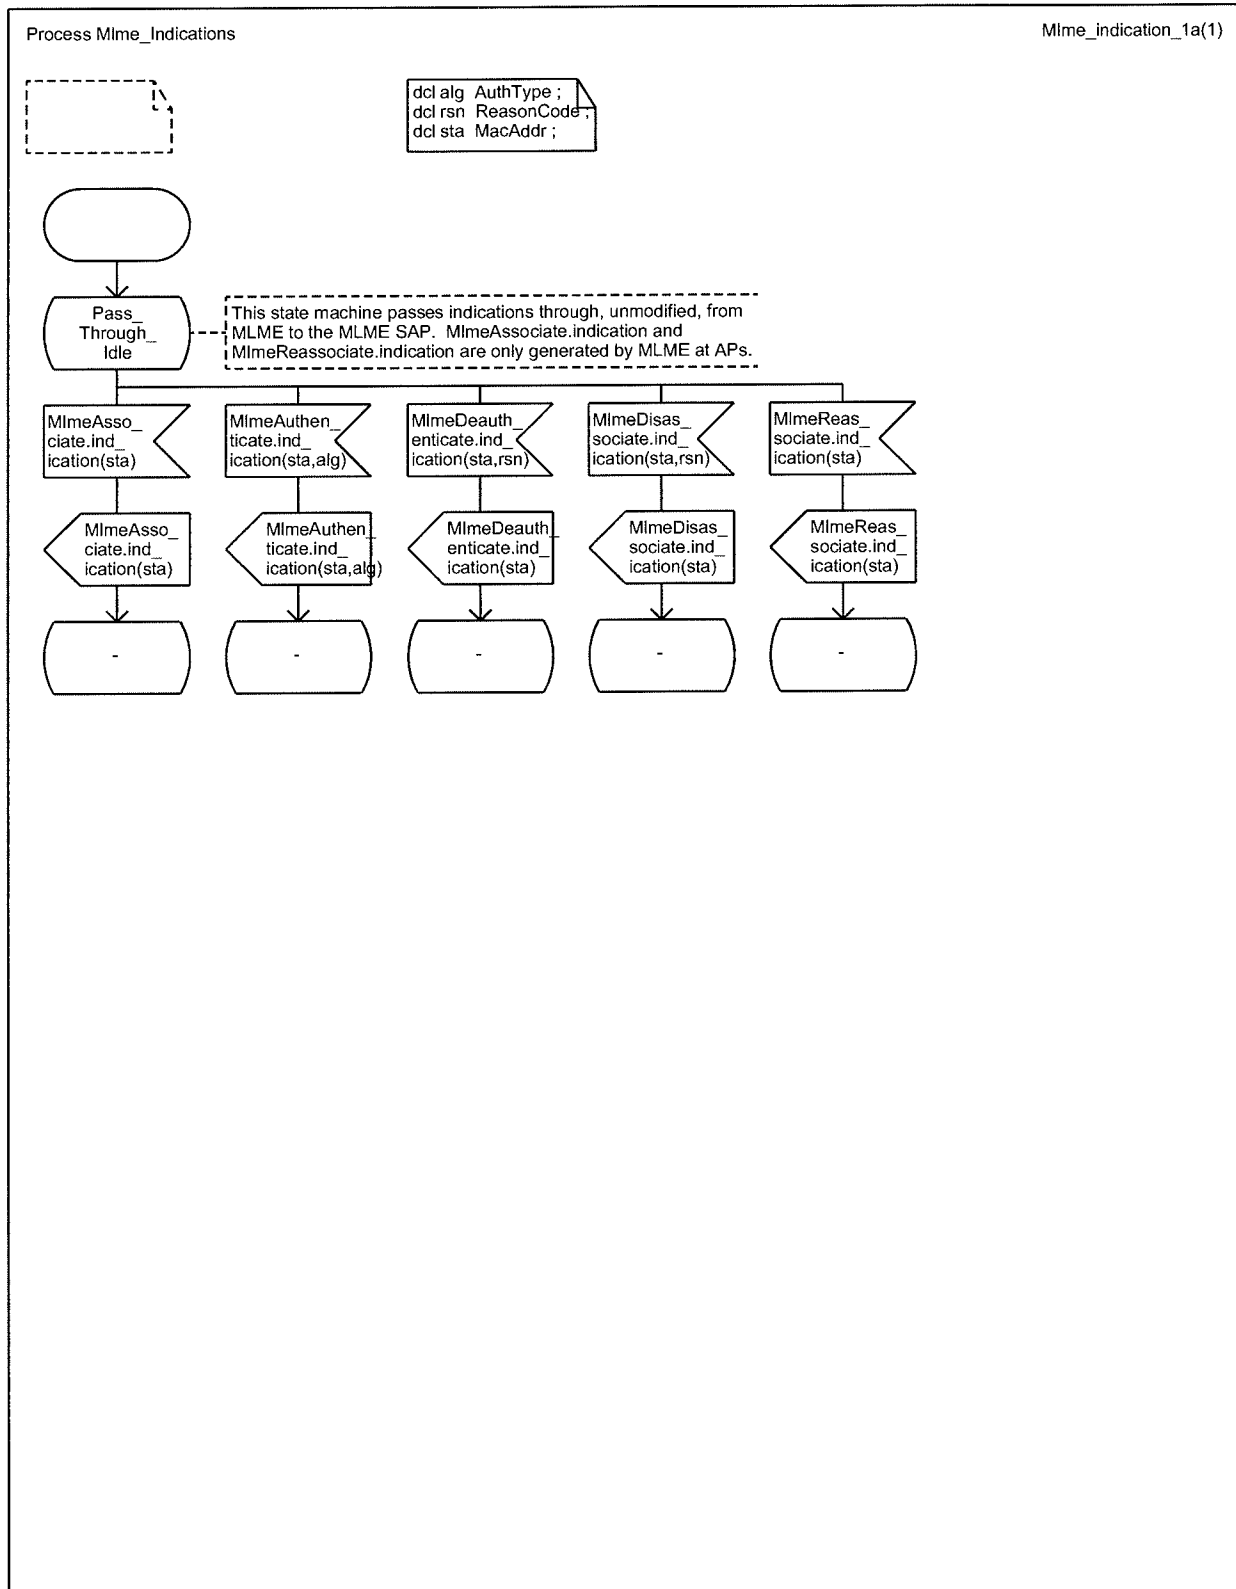 Process Mlme_Indications
Mlme_indication_1a(1)
dcl alg AuthType ;
dcl rsn ReasonCode ;
dcl sta MacAddr ;
Pass_
Through_
Idle
This state machine passes indications through, unmodified, from
MLME to the MLME SAP. MlmeAssociate.indication and
MlmeReassociate.indication are only generated by MLME at APs.
MlmeAsso_
ciate.ind_
ication(sta)
MlmeAuthen_
ticate.ind_
ication(sta,alg)
MlmeDeauth_
enticate.ind_
ication(sta,rsn)
MlmeDisas_
sociate.ind_
ication(sta,rsn)
MlmeReas_
sociate.ind_
ication(sta)
MlmeAsso_
ciate.ind_
ication(sta)
MlmeAuthen_
ticate.ind_
ication(sta,alg)
MlmeDeauth_
enticate.ind_
ication(sta)
MlmeDisas_
sociate.ind_
ication(sta)
MlmeReas_
sociate.ind_
ication(sta)
-
-
-
-
-